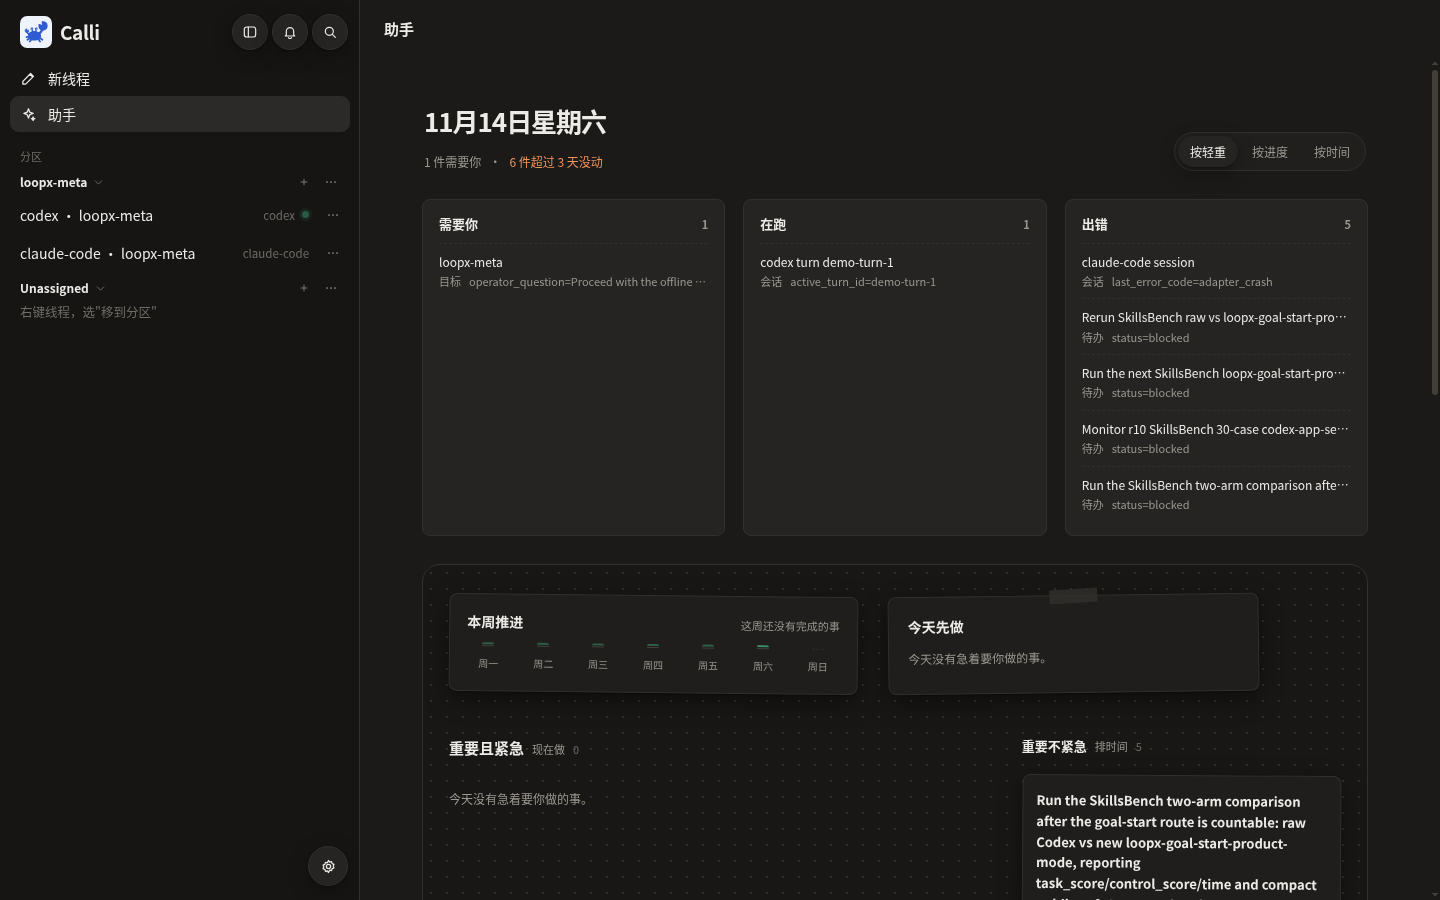 Calli
新线程
助手
分区
loopx-meta
codex • loopx-meta codex
claude-code • loopx-meta claude-code
Unassigned
右键线程，选"移到分区"
助手
11月14日星期六
1 件需要你 • 6 件超过 3 天没动
按轻重 按进度 按时间
需要你 1
loopx-meta
目标 operator_question=Proceed with the offline ···
在跑 1
codex turn demo-turn-1
会话 active_turn_id=demo-turn-1
出错 5
claude-code session
会话 last_error_code=adapter_crash
Rerun SkillsBench raw vs loopx-goal-start-pro···
待办 status=blocked
Run the next SkillsBench loopx-goal-start-pro···
待办 status=blocked
Monitor r10 SkillsBench 30-case codex-app-se···
待办 status=blocked
Run the SkillsBench two-arm comparison afte···
待办 status=blocked
本周推进 这周还没有完成的事
周一 周二 周三 周四 周五 周六 周日
今天先做
今天没有急着要你做的事。
重要且紧急 现在做 0
今天没有急着要你做的事。
重要不紧急 排时间 5
Run the SkillsBench two-arm comparison
after the goal-start route is countable: raw
Codex vs new loopx-goal-start-product-
mode, reporting
task_score/control_score/time and compact